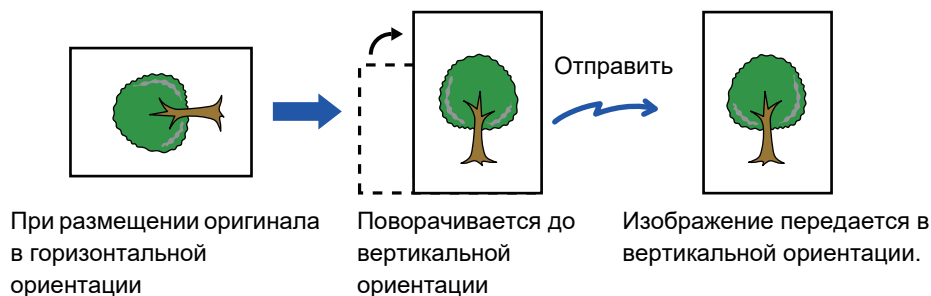 Отправить
При размещении оригинала
в горизонтальной
ориентации
Поворачивается до
вертикальной
ориентации
Изображение передается в
вертикальной ориентации.